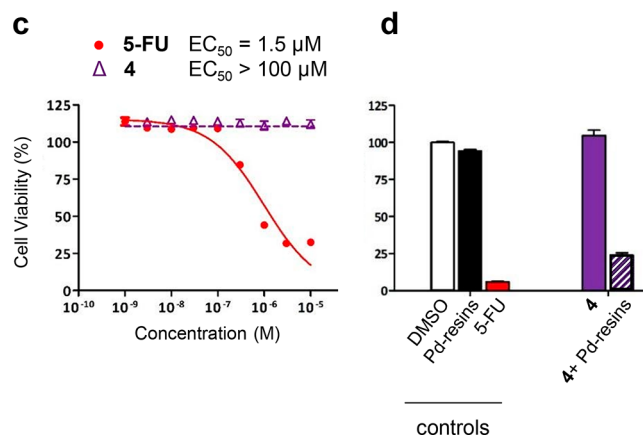 c
5-FU EC50 = 1.5 µM
4 EC50 > 100 µM
Cell Viability (%)
125
100
75
50
25
0
10-10 10-9 10-8 10-7 10-6 10-5
Concentration (M)
d
125
100
75
50
25
0
DMSO
Pd-resins
5-FU
4
4+ Pd-resins
controls